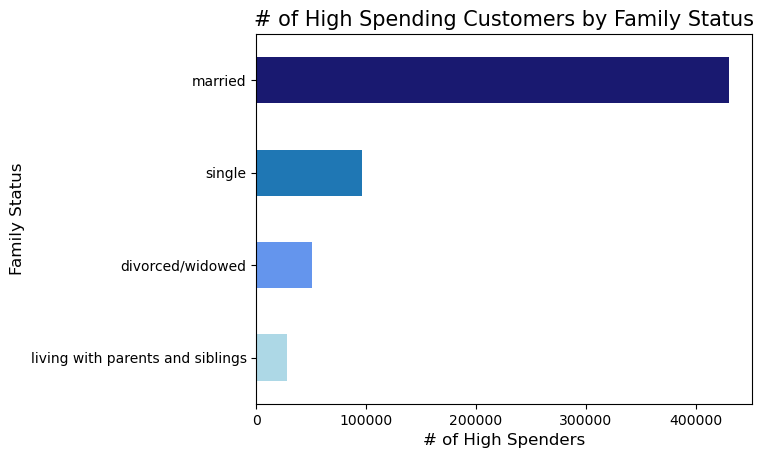 # of High Spending Customers by Family Status
Family Status
married
single
divorced/widowed
living with parents and siblings
0 100000 200000 300000 400000
# of High Spenders